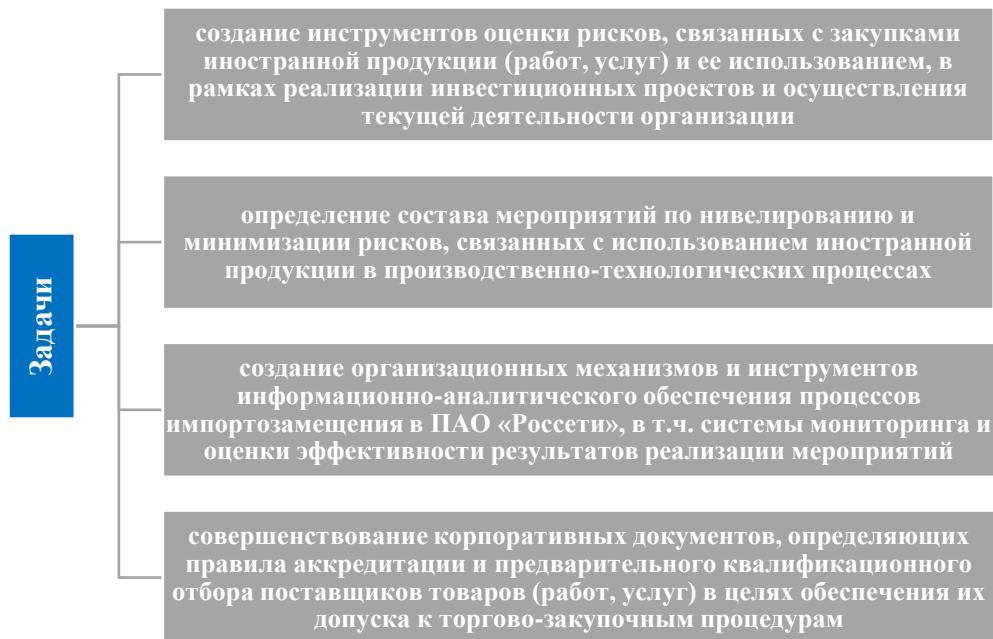 Задачи
создание инструментов оценки рисков, связанных с закупками
иностранной продукции (работ, услуг) и ее использованием, в
рамках реализации инвестиционных проектов и осуществления
текущей деятельности организации
определение состава мероприятий по нивелированию и
минимизации рисков, связанных с использованием иностранной
продукции в производственно-технологических процессах
создание организационных механизмов и инструментов
информационно-аналитического обеспечения процессов
импортозамещения в ПАО «Россети», в т.ч. системы мониторинга и
оценки эффективности результатов реализации мероприятий
совершенствование корпоративных документов, определяющих
правила аккредитации и предварительного квалификационного
отбора поставщиков товаров (работ, услуг) в целях обеспечения их
допуска к торгово-закупочным процедурам